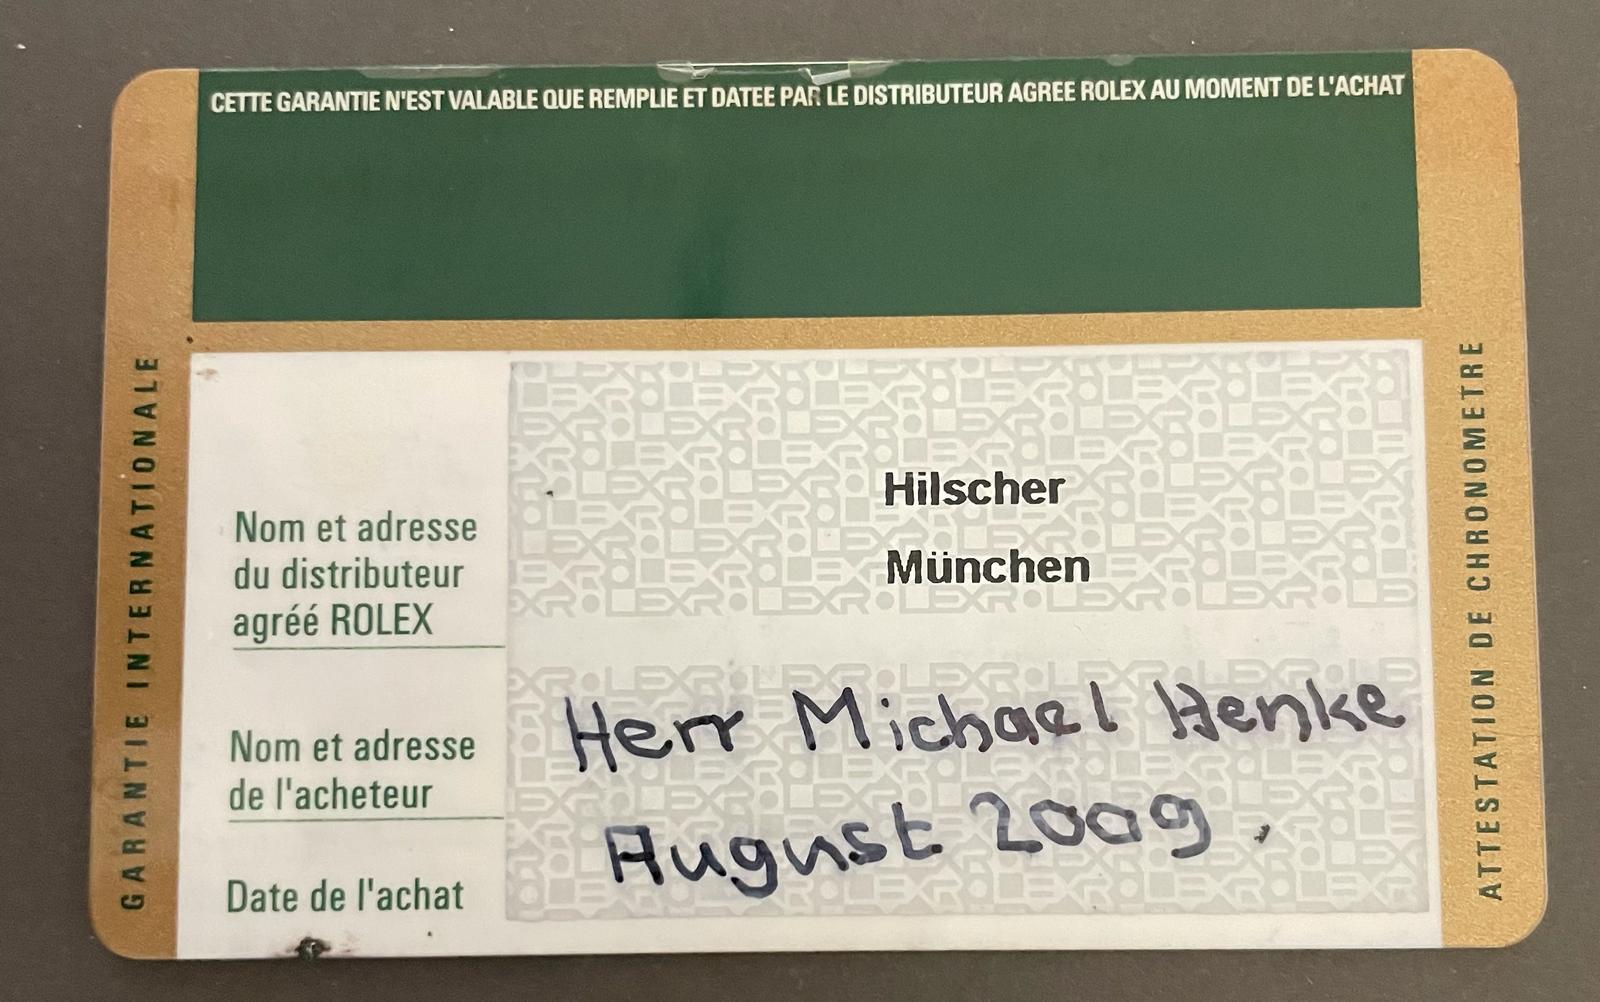 CETTE GARANTIE N'EST VALABLE QUE REMPLIE ET DATEE PAR LE DISTRIBUTEUR AGREE ROLEX AU MOMENT DE L'ACHAT
GARANTIE INTERNATIONALE
Nom et adresse
du distributeur
agréé ROLEX
Hilscher
München
Nom et adresse
de l'acheteur
Herr Michael Henke
Date de l'achat
August 2009.
ATTESTATION DE CHRONOMETRE